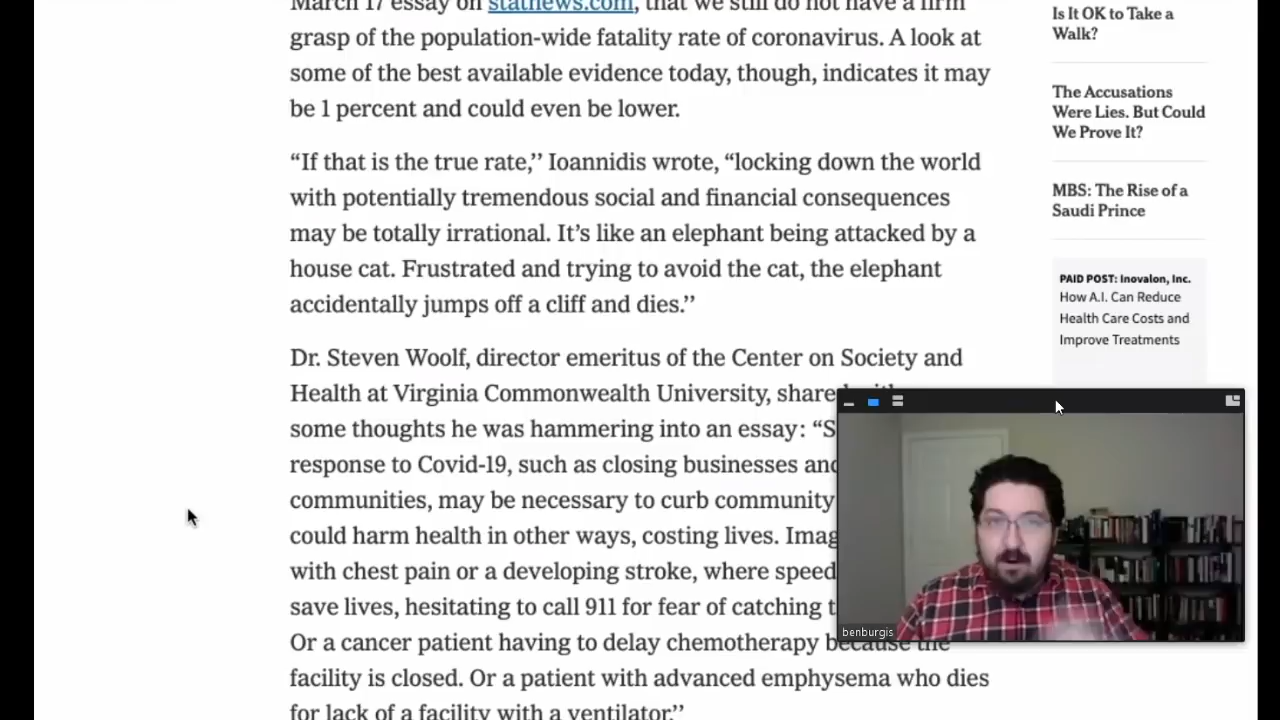 March 17 essay on statnews.com, that we still do not have a firm
grasp of the population-wide fatality rate of coronavirus. A look at
some of the best available evidence today, though, indicates it may
be 1 percent and could even be lower.
“If that is the true rate,’’ Ioannidis wrote, “locking down the world
with potentially tremendous social and financial consequences
may be totally irrational. It’s like an elephant being attacked by a
house cat. Frustrated and trying to avoid the cat, the elephant
accidentally jumps off a cliff and dies.’’
Dr. Steven Woolf, director emeritus of the Center on Society and
Health at Virginia Commonwealth University, shared with
some thoughts he was hammering into an essay: “S
response to Covid-19, such as closing businesses and
communities, may be necessary to curb community
could harm health in other ways, costing lives. Imag
with chest pain or a developing stroke, where speed
save lives, hesitating to call 911 for fear of catching t
Or a cancer patient having to delay chemotherapy because the
facility is closed. Or a patient with advanced emphysema who dies
for lack of a facility with a ventilator.’’
Is It OK to Take a
Walk?
The Accusations
Were Lies. But Could
We Prove It?
MBS: The Rise of a
Saudi Prince
PAID POST: Inovalon, Inc.
How A.I. Can Reduce
Health Care Costs and
Improve Treatments
benburgis